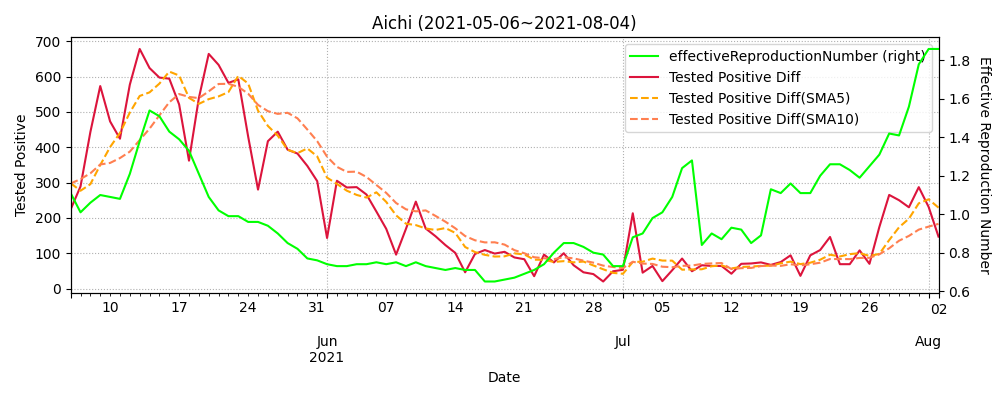 Aichi (2021-05-06~2021-08-04)
effectiveReproductionNumber (right)
Tested Positive Diff
Tested Positive Diff(SMA5)
Tested Positive Diff(SMA10)
Tested Positive
700
600
500
400
300
200
100
0
Effective Reproduction Number
1.8
1.6
1.4
1.2
1.0
0.8
0.6
10 17 24 31 07 14 21 28 05 12 19 26 02
Jun Jul Aug
2021
Date